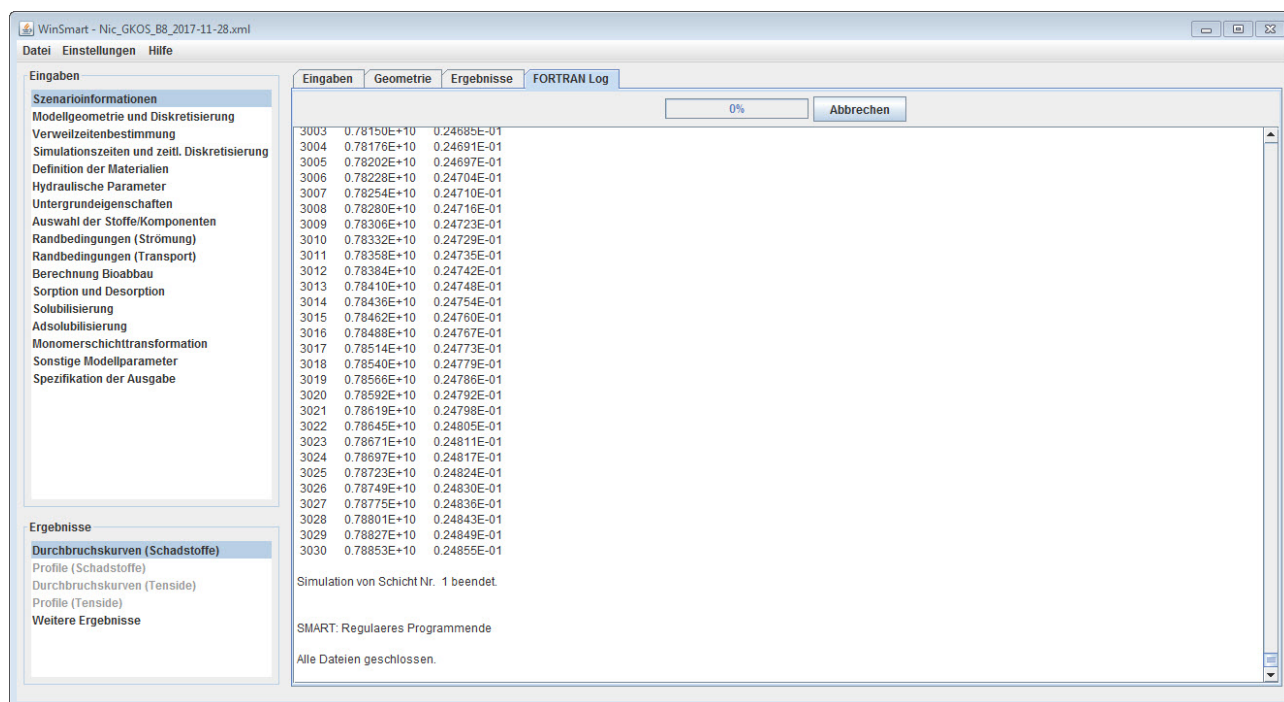 WinSmart - Nic_GKOS_B8_2017-11-28.xml
Datei Einstellungen Hilfe
Eingaben
Szenarioinformationen
Modellgeometrie und Diskretisierung
Verweilzeitenbestimmung
Simulationszeiten und zeitl. Diskretisierung
Definition der Materialien
Hydraulische Parameter
Untergrundeigenschaften
Auswahl der Stoffe/Komponenten
Randbedingungen (Strömung)
Randbedingungen (Transport)
Berechnung Bioabbau
Sorption und Desorption
Solubilisierung
Adsolubilisierung
Monomerschichttransformation
Sonstige Modellparameter
Spezifikation der Ausgabe
Ergebnisse
Durchbruchskurven (Schadstoffe)
Profile (Schadstoffe)
Durchbruchskurven (Tenside)
Profile (Tenside)
Weitere Ergebnisse
Eingaben Geometrie Ergebnisse FORTRAN Log
0% Abbrechen
3003 0.78150E+10 0.24685E-01
3004 0.78176E+10 0.24691E-01
3005 0.78202E+10 0.24697E-01
3006 0.78228E+10 0.24704E-01
3007 0.78254E+10 0.24710E-01
3008 0.78280E+10 0.24716E-01
3009 0.78306E+10 0.24723E-01
3010 0.78332E+10 0.24729E-01
3011 0.78358E+10 0.24735E-01
3012 0.78384E+10 0.24742E-01
3013 0.78410E+10 0.24748E-01
3014 0.78436E+10 0.24754E-01
3015 0.78462E+10 0.24760E-01
3016 0.78488E+10 0.24767E-01
3017 0.78514E+10 0.24773E-01
3018 0.78540E+10 0.24779E-01
3019 0.78566E+10 0.24786E-01
3020 0.78592E+10 0.24792E-01
3021 0.78619E+10 0.24798E-01
3022 0.78645E+10 0.24805E-01
3023 0.78671E+10 0.24811E-01
3024 0.78697E+10 0.24817E-01
3025 0.78723E+10 0.24824E-01
3026 0.78749E+10 0.24830E-01
3027 0.78775E+10 0.24836E-01
3028 0.78801E+10 0.24843E-01
3029 0.78827E+10 0.24849E-01
3030 0.78853E+10 0.24855E-01
Simulation von Schicht Nr. 1 beendet.
SMART: Regulaeres Programmende
Alle Dateien geschlossen.